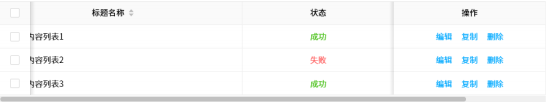 标题名称 状态 操作
内容列表1 成功 编辑 复制 删除
内容列表2 失败 编辑 复制 删除
内容列表3 成功 编辑 复制 删除